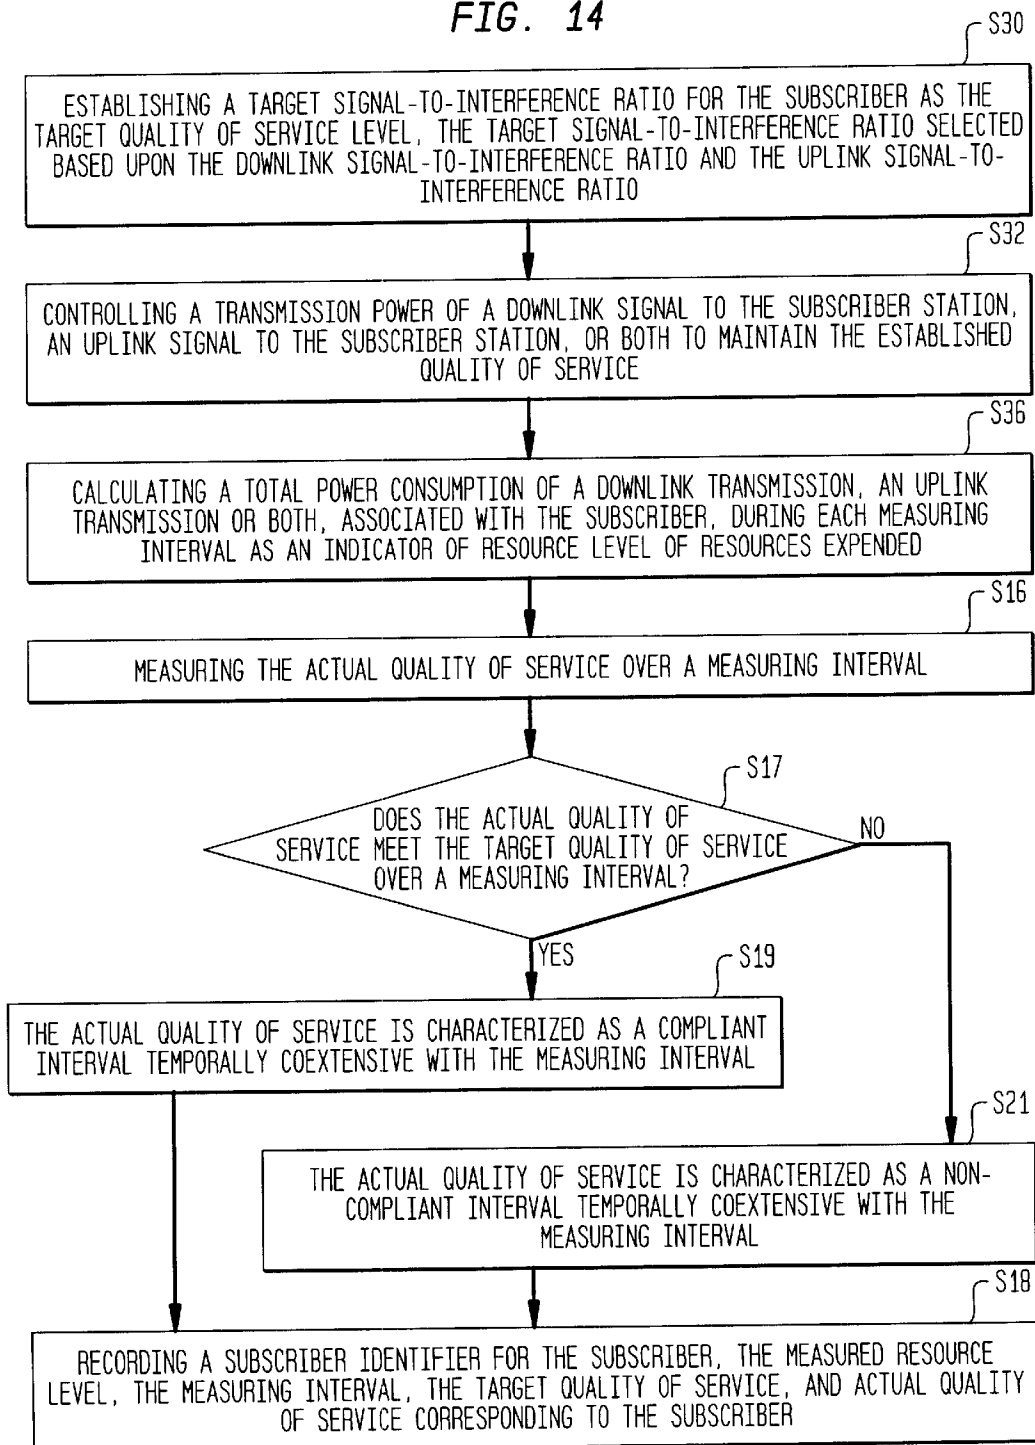 FIG. 14
S30
ESTABLISHING A TARGET SIGNAL-TO-INTERFERENCE RATIO FOR THE SUBSCRIBER AS THE
TARGET QUALITY OF SERVICE LEVEL, THE TARGET SIGNAL-TO-INTERFERENCE RATIO SELECTED
BASED UPON THE DOWNLINK SIGNAL-TO-INTERFERENCE RATIO AND THE UPLINK SIGNAL-TO-
INTERFERENCE RATIO
S32
CONTROLLING A TRANSMISSION POWER OF A DOWNLINK SIGNAL TO THE SUBSCRIBER STATION,
AN UPLINK SIGNAL TO THE SUBSCRIBER STATION, OR BOTH TO MAINTAIN THE ESTABLISHED
QUALITY OF SERVICE
S36
CALCULATING A TOTAL POWER CONSUMPTION OF A DOWNLINK TRANSMISSION, AN UPLINK
TRANSMISSION OR BOTH, ASSOCIATED WITH THE SUBSCRIBER, DURING EACH MEASURING
INTERVAL AS AN INDICATOR OF RESOURCE LEVEL OF RESOURCES EXPENDED
S16
MEASURING THE ACTUAL QUALITY OF SERVICE OVER A MEASURING INTERVAL
S17
DOES THE ACTUAL QUALITY OF
SERVICE MEET THE TARGET QUALITY OF SERVICE
OVER A MEASURING INTERVAL?
NO
YES
S19
THE ACTUAL QUALITY OF SERVICE IS CHARACTERIZED AS A COMPLIANT
INTERVAL TEMPORALLY COEXTENSIVE WITH THE MEASURING INTERVAL
S21
THE ACTUAL QUALITY OF SERVICE IS CHARACTERIZED AS A NON-
COMPLIANT INTERVAL TEMPORALLY COEXTENSIVE WITH THE
MEASURING INTERVAL
S18
RECORDING A SUBSCRIBER IDENTIFIER FOR THE SUBSCRIBER, THE MEASURED RESOURCE
LEVEL, THE MEASURING INTERVAL, THE TARGET QUALITY OF SERVICE, AND ACTUAL QUALITY
OF SERVICE CORRESPONDING TO THE SUBSCRIBER